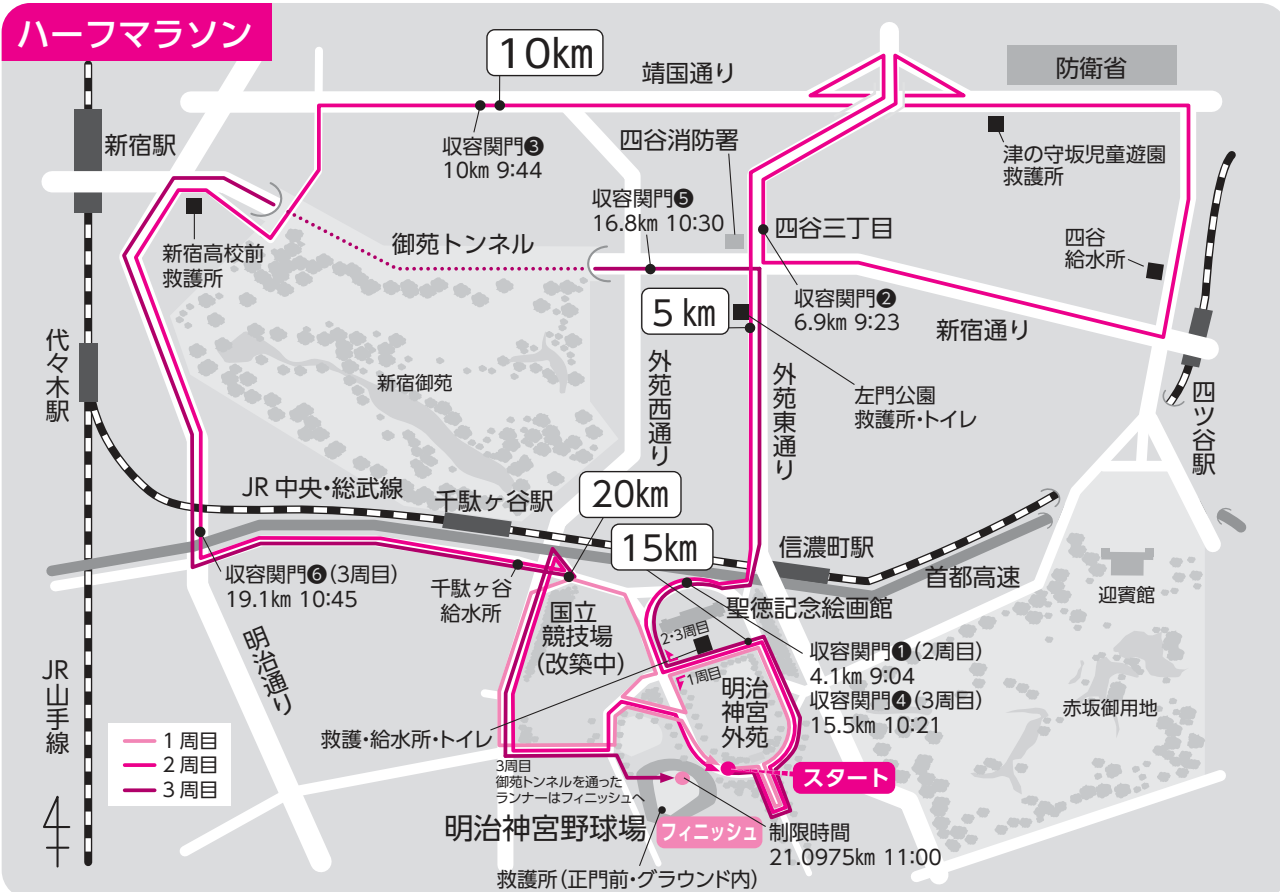 ハーフマラソン
10km
靖国通り
防衛省
新宿駅
収容関門❸
10km 9:44
四谷消防署
津の守坂児童遊園
救護所
収容関門❺
16.8km 10:30
四谷三丁目
四谷
給水所
新宿高校前
救護所
御苑トンネル
収容関門❷
6.9km 9:23
5 km
新宿通り
代々木駅
新宿御苑
外苑西通り
外苑東通り
左門公園
救護所・トイレ
四ツ谷駅
JR 中央・総武線
千駄ヶ谷駅
20km
15km
信濃町駅
首都高速
収容関門❻(3周目)
19.1km 10:45
千駄ヶ谷
給水所
国立
競技場
(改築中)
聖徳記念絵画館
迎賓館
2・3周目
1周目
収容関門❶(2周目)
4.1km 9:04
収容関門❹(3周目)
15.5km 10:21
明治通り
JR山手線
明治
神宮
外苑
赤坂御用地
救護・給水所・トイレ
1 周目
2 周目
3 周目
3周目
御苑トンネルを通った
ランナーはフィニッシュへ
スタート
明治神宮野球場
フィニッシュ
制限時間
21.0975km 11:00
救護所(正門前・グラウンド内)